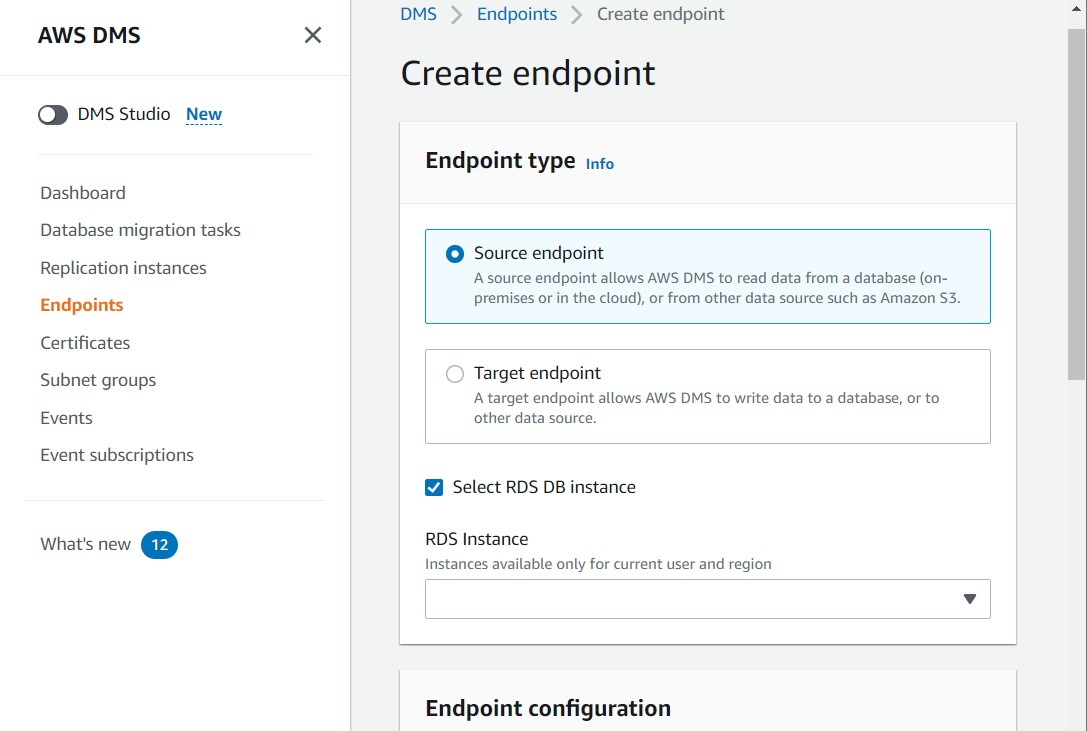 AWS DMS
DMS Studio New
Dashboard
Database migration tasks
Replication instances
Endpoints
Certificates
Subnet groups
Events
Event subscriptions
What's new 12
DMS Endpoints Create endpoint
Create endpoint
Endpoint type Info
Source endpoint
A source endpoint allows AWS DMS to read data from a database (on-
premises or in the cloud), or from other data source such as Amazon S3.
Target endpoint
A target endpoint allows AWS DMS to write data to a database, or to
other data source.
Select RDS DB instance
RDS Instance
Instances available only for current user and region
Endpoint configuration